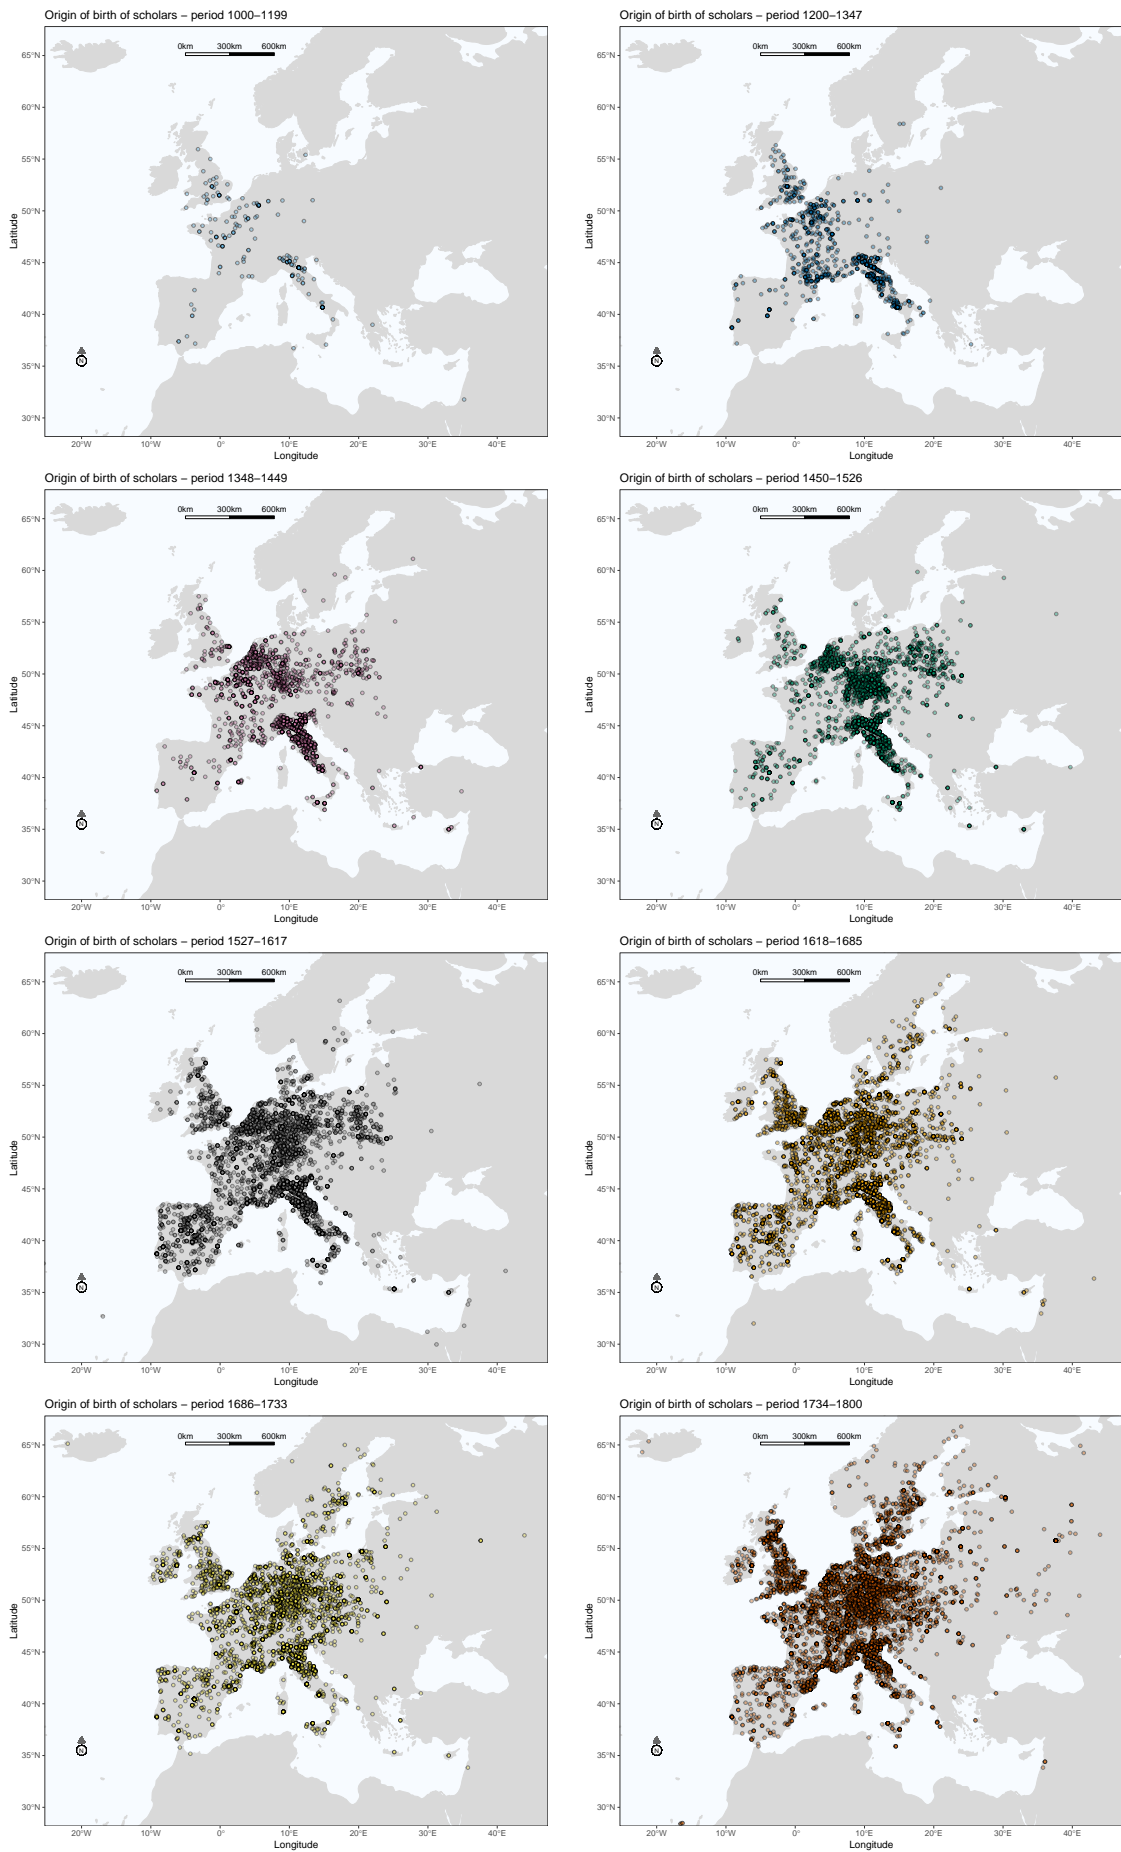 Origin of birth of scholars − period 1000−1199
0km 300km 600km
65°N
60°N
55°N
50°N
45°N
40°N
35°N
30°N
Latitude
N
20°W 10°W 0° 10°E 20°E 30°E 40°E
Longitude
Origin of birth of scholars − period 1200−1347
0km 300km 600km
65°N
60°N
55°N
50°N
45°N
40°N
35°N
30°N
Latitude
N
20°W 10°W 0° 10°E 20°E 30°E 40°E
Longitude
Origin of birth of scholars − period 1348−1449
0km 300km 600km
65°N
60°N
55°N
50°N
45°N
40°N
35°N
30°N
Latitude
N
20°W 10°W 0° 10°E 20°E 30°E 40°E
Longitude
Origin of birth of scholars − period 1450−1526
0km 300km 600km
65°N
60°N
55°N
50°N
45°N
40°N
35°N
30°N
Latitude
N
20°W 10°W 0° 10°E 20°E 30°E 40°E
Longitude
Origin of birth of scholars − period 1527−1617
0km 300km 600km
65°N
60°N
55°N
50°N
45°N
40°N
35°N
30°N
Latitude
N
20°W 10°W 0° 10°E 20°E 30°E 40°E
Longitude
Origin of birth of scholars − period 1618−1685
0km 300km 600km
65°N
60°N
55°N
50°N
45°N
40°N
35°N
30°N
Latitude
N
20°W 10°W 0° 10°E 20°E 30°E 40°E
Longitude
Origin of birth of scholars − period 1686−1733
0km 300km 600km
65°N
60°N
55°N
50°N
45°N
40°N
35°N
30°N
Latitude
N
20°W 10°W 0° 10°E 20°E 30°E 40°E
Longitude
Origin of birth of scholars − period 1734−1800
0km 300km 600km
65°N
60°N
55°N
50°N
45°N
40°N
35°N
30°N
Latitude
N
20°W 10°W 0° 10°E 20°E 30°E 40°E
Longitude